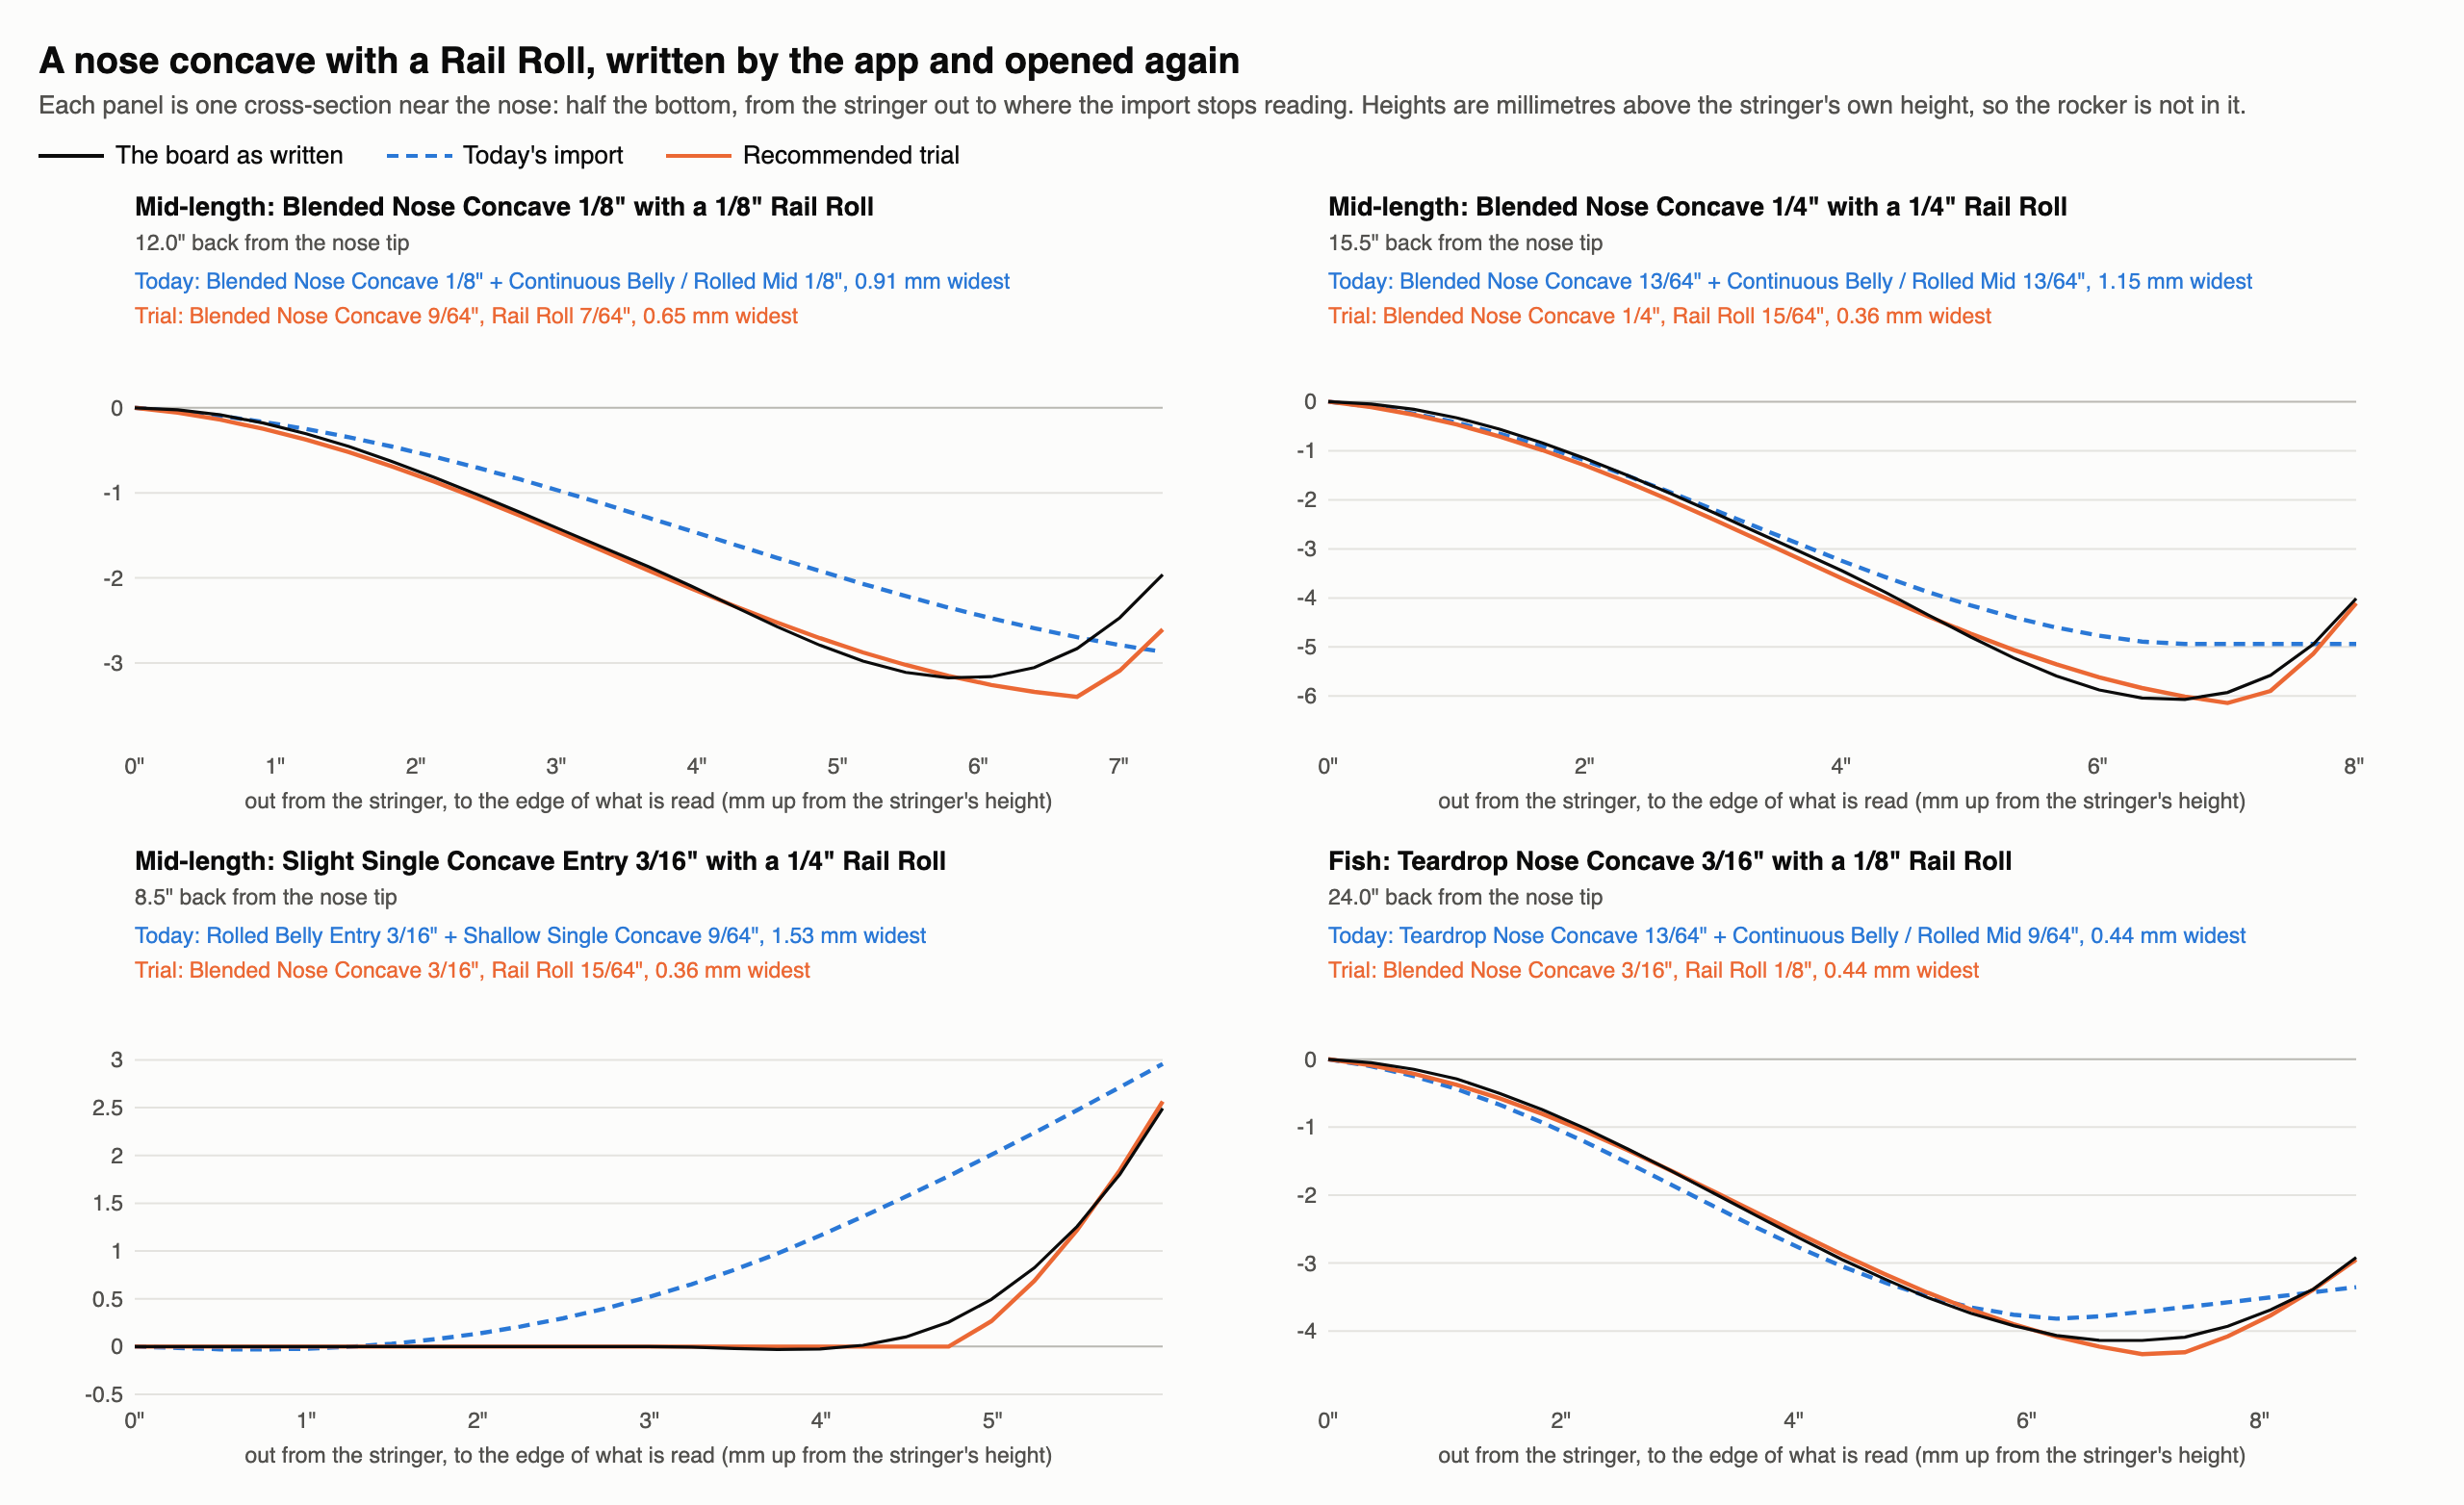 A nose concave with a Rail Roll, written by the app and opened again
Each panel is one cross-section near the nose: half the bottom, from the stringer out to where the import stops reading. Heights are millimetres above the stringer's own height, so the rocker is not in it.
The board as written
Today's import
Recommended trial
Mid-length: Blended Nose Concave 1/8" with a 1/8" Rail Roll
12.0" back from the nose tip
Today: Blended Nose Concave 1/8" + Continuous Belly / Rolled Mid 1/8", 0.91 mm widest
Trial: Blended Nose Concave 9/64", Rail Roll 7/64", 0.65 mm widest
0
-1
-2
-3
0" 1" 2" 3" 4" 5" 6" 7"
out from the stringer, to the edge of what is read (mm up from the stringer's height)
Mid-length: Blended Nose Concave 1/4" with a 1/4" Rail Roll
15.5" back from the nose tip
Today: Blended Nose Concave 13/64" + Continuous Belly / Rolled Mid 13/64", 1.15 mm widest
Trial: Blended Nose Concave 1/4", Rail Roll 15/64", 0.36 mm widest
0
-1
-2
-3
-4
-5
-6
0" 2" 4" 6" 8"
out from the stringer, to the edge of what is read (mm up from the stringer's height)
Mid-length: Slight Single Concave Entry 3/16" with a 1/4" Rail Roll
8.5" back from the nose tip
Today: Rolled Belly Entry 3/16" + Shallow Single Concave 9/64", 1.53 mm widest
Trial: Blended Nose Concave 3/16", Rail Roll 15/64", 0.36 mm widest
3
2.5
2
1.5
1
0.5
0
-0.5
0" 1" 2" 3" 4" 5"
out from the stringer, to the edge of what is read (mm up from the stringer's height)
Fish: Teardrop Nose Concave 3/16" with a 1/8" Rail Roll
24.0" back from the nose tip
Today: Teardrop Nose Concave 13/64" + Continuous Belly / Rolled Mid 9/64", 0.44 mm widest
Trial: Blended Nose Concave 3/16", Rail Roll 1/8", 0.44 mm widest
0
-1
-2
-3
-4
0" 2" 4" 6" 8"
out from the stringer, to the edge of what is read (mm up from the stringer's height)